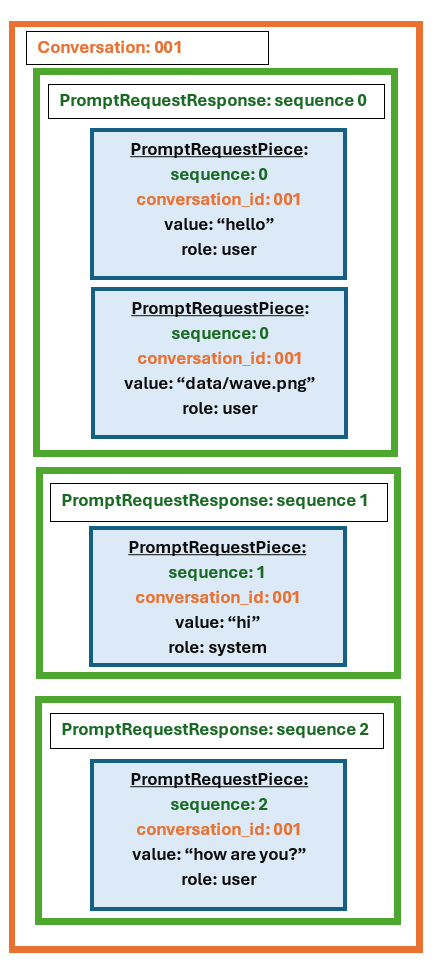 Conversation: 001
PromptRequestResponse: sequence 0
PromptRequestPiece:
sequence: 0
conversation_id: 001
value: “hello”
role: user
PromptRequestPiece:
sequence: 0
conversation_id: 001
value: “data/wave.png”
role: user
PromptRequestResponse: sequence 1
PromptRequestPiece:
sequence: 1
conversation_id: 001
value: “hi”
role: system
PromptRequestResponse: sequence 2
PromptRequestPiece:
sequence: 2
conversation_id: 001
value: “how are you?”
role: user